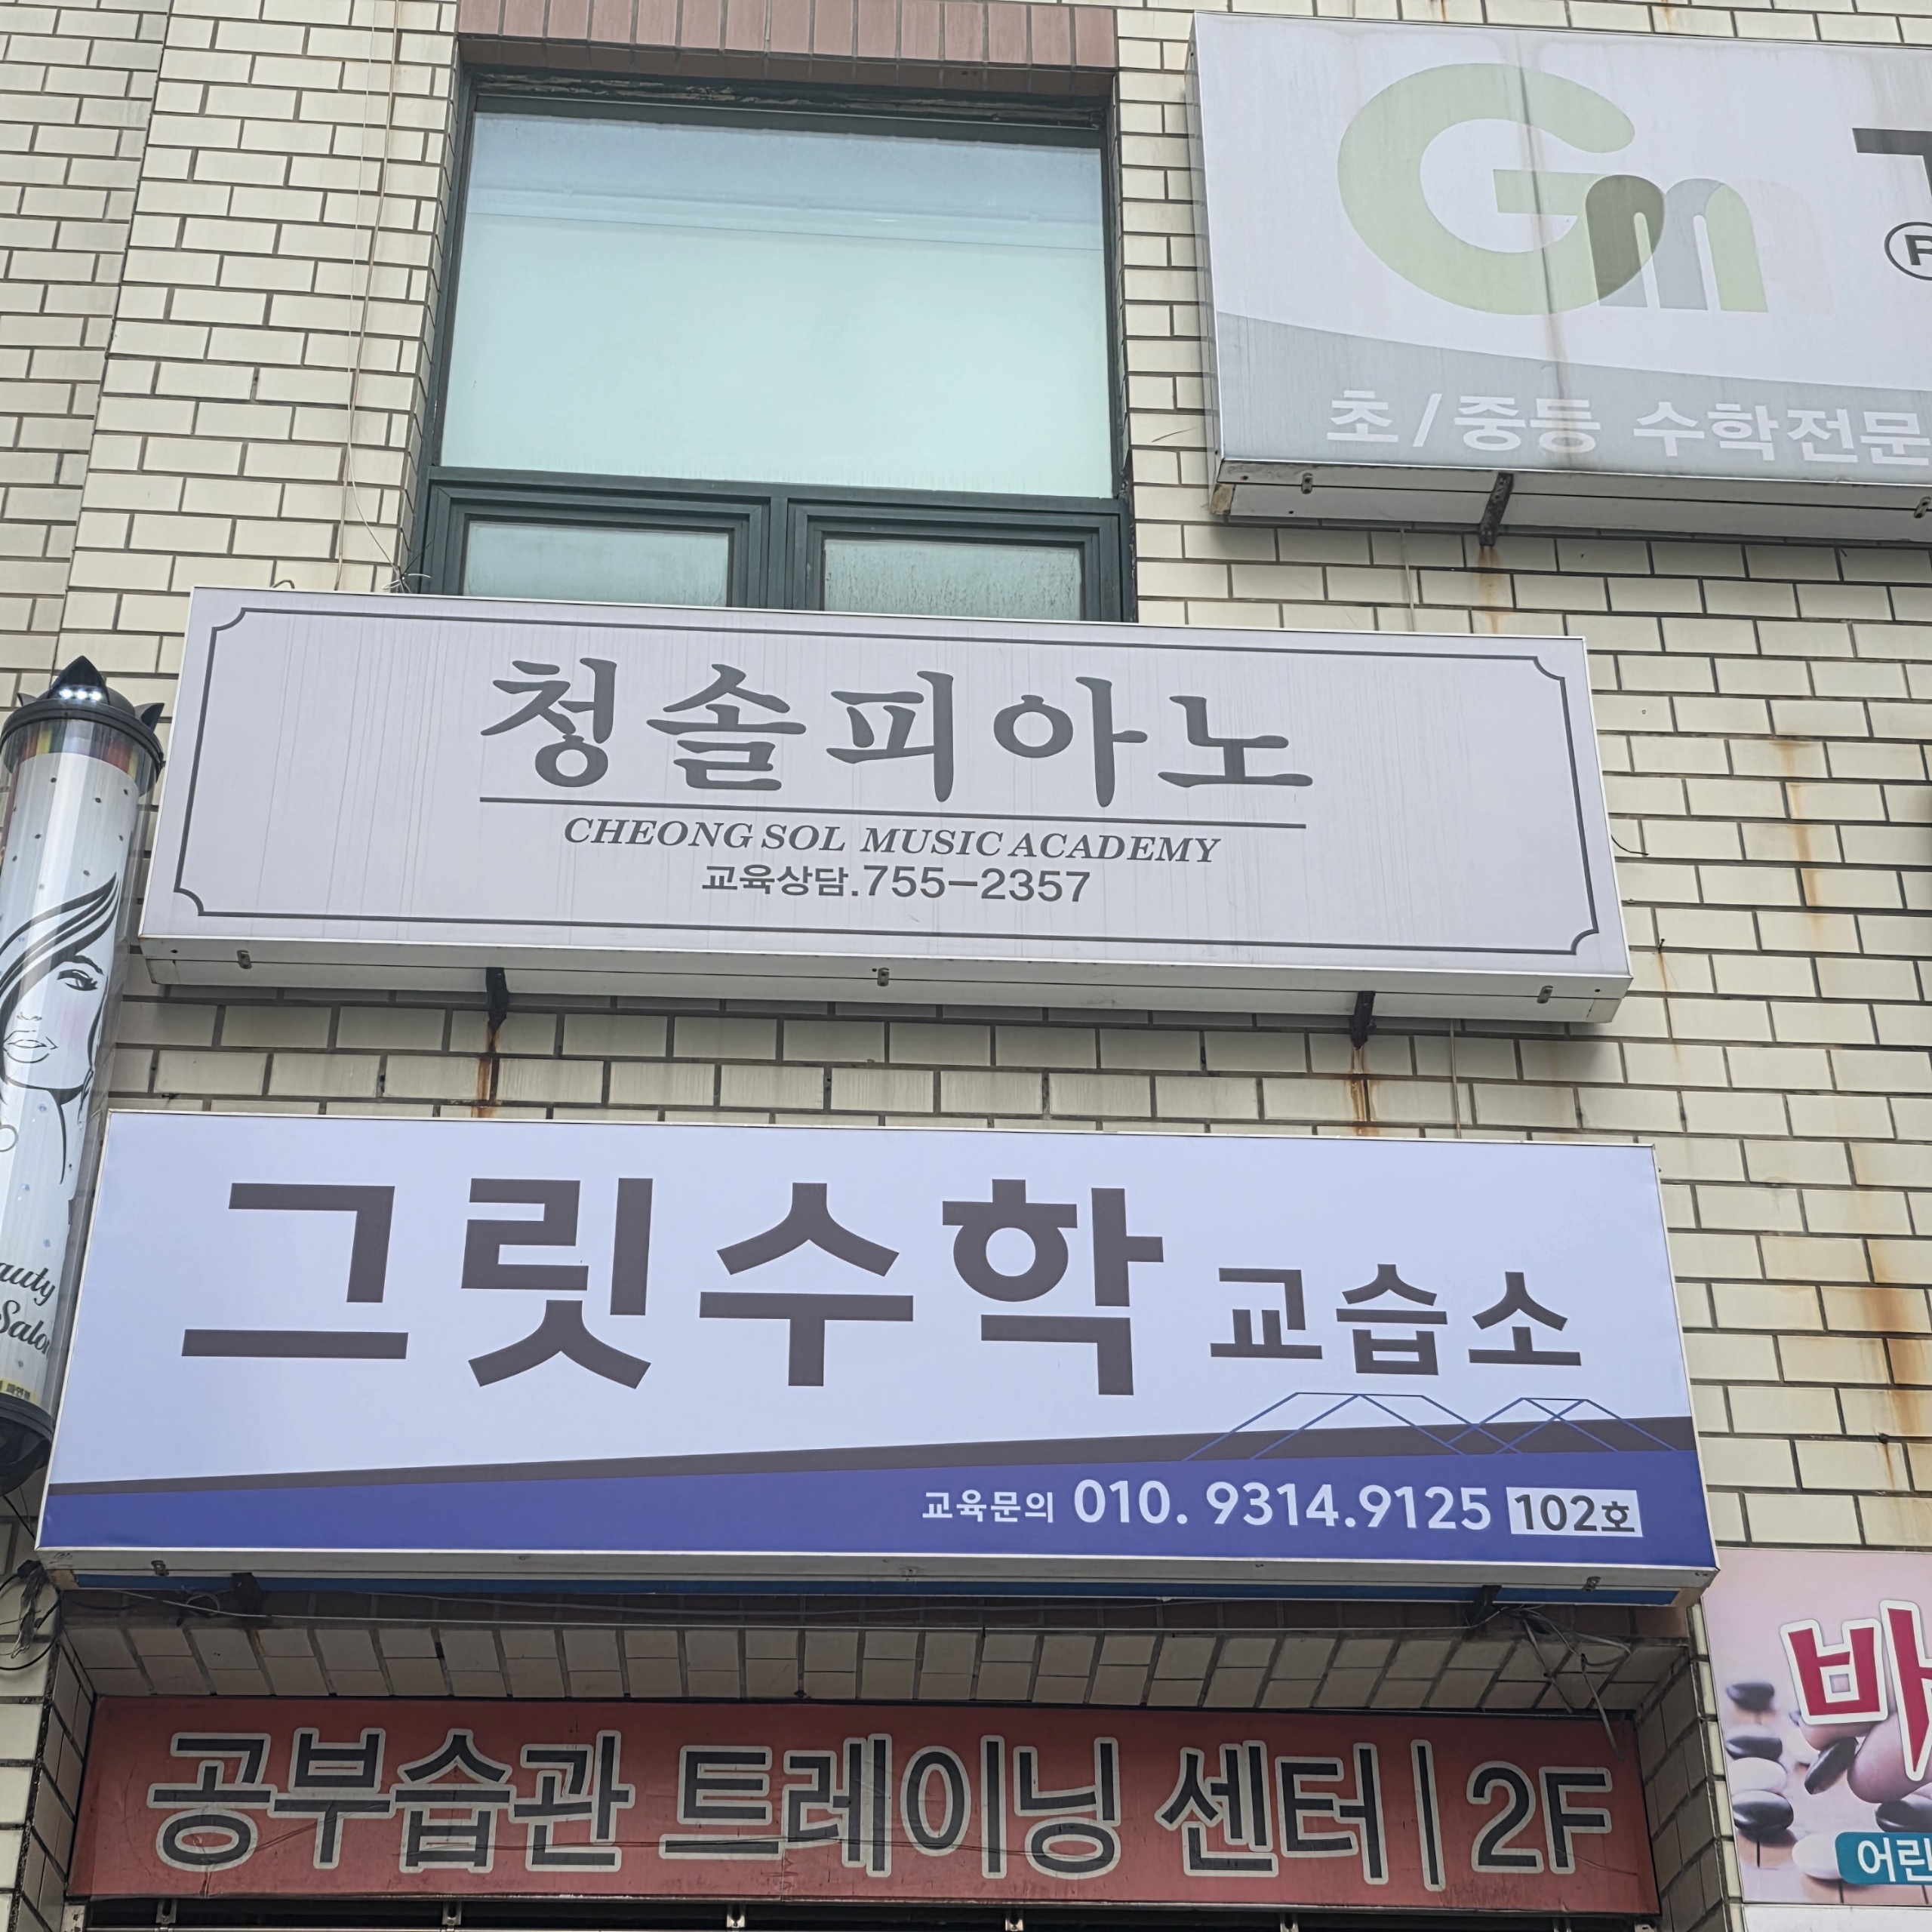 Gm
초/중등 수학전문
청솔피아노
CHEONG SOL MUSIC ACADEMY
교육상담.755-2357
Salon
그릿수학 교습소
교육문의 010. 9314.9125 102호
공부습관 트레이닝 센터 | 2F